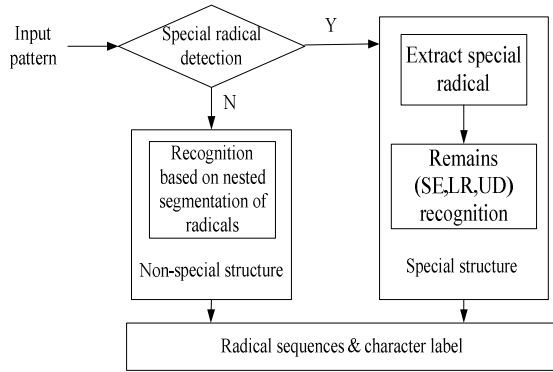 Input
pattern
Special radical
detection
Y
N
Extract special
radical
Remains
(SE,LR,UD)
recognition
Special structure
Recognition
based on nested
segmentation of
radicals
Non-special structure
Radical sequences & character label